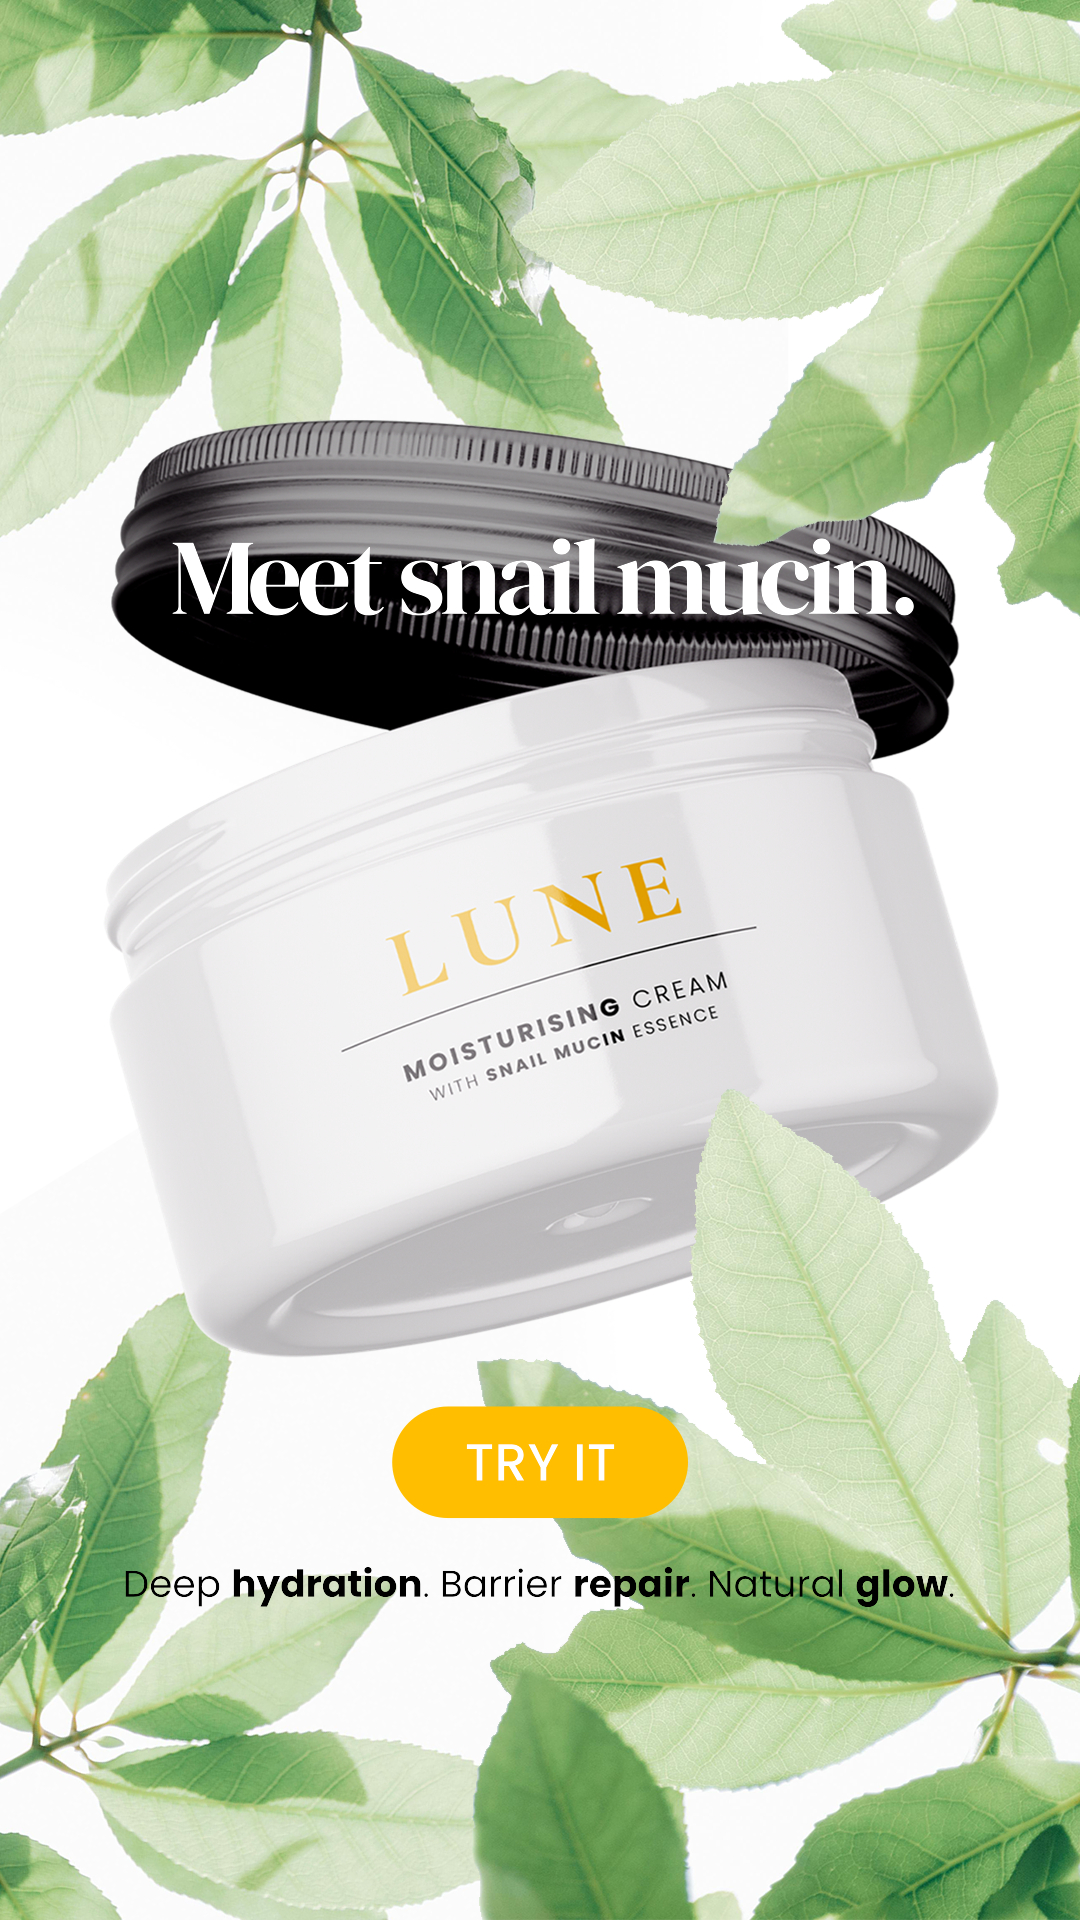 Meet snail mucin.
LUNE
MOISTURISING CREAM
WITH SNAIL MUCIN ESSENCE
TRY IT
Deep hydration. Barrier repair. Natural glow.